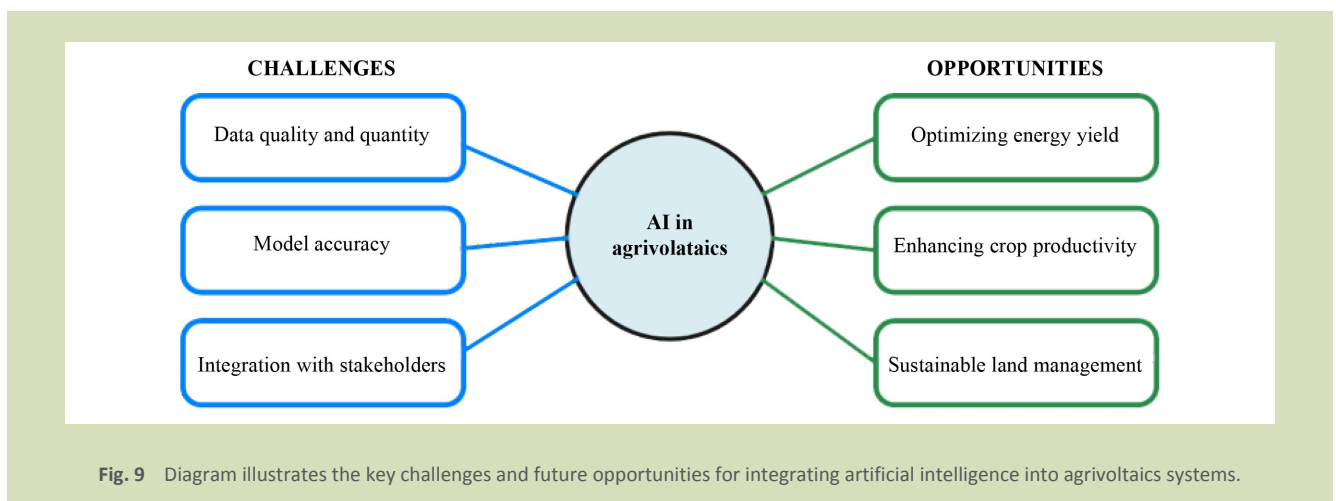 CHALLENGES
Data quality and quantity
Model accuracy
Integration with stakeholders
AI in
agrivolataics
OPPORTUNITIES
Optimizing energy yield
Enhancing crop productivity
Sustainable land management
Fig. 9 Diagram illustrates the key challenges and future opportunities for integrating artificial intelligence into agrivoltaics systems.